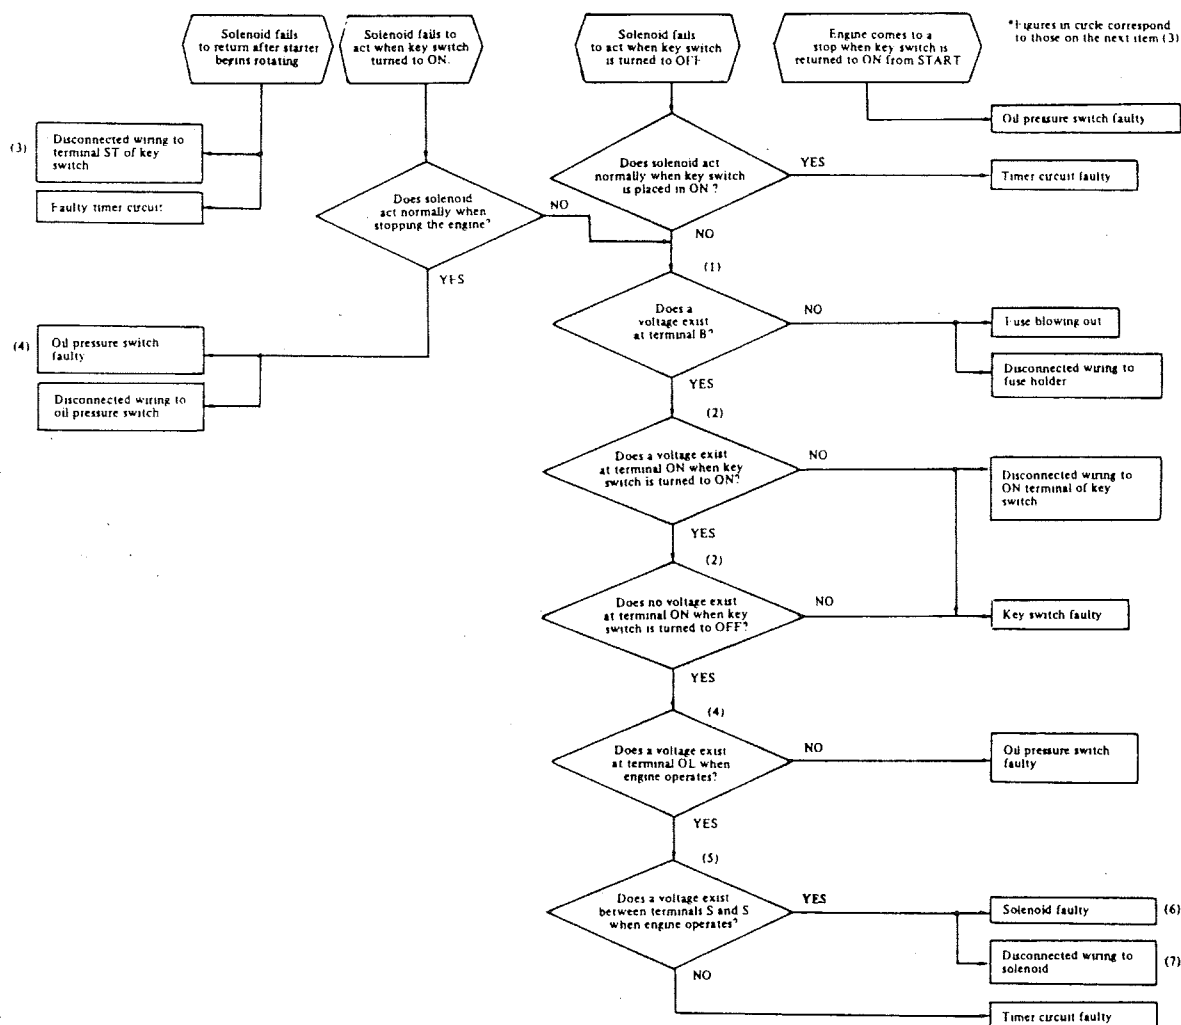 Solenoid fails
to return after starter
begins rotating
Solenoid fails to
act when key switch
turned to ON.
Solenoid fails
to act when key switch
is turned to OFF
Engine comes to a
stop when key switch is
returned to ON from START
*Figures in circle correspond
to those on the next item (3)
Oil pressure switch faulty
(3)
Disconnected wiring to
terminal ST of key
switch
Faulty timer circuit
Does solenoid
act normally when
stopping the engine?
NO
YES
Does solenoid act
normally when key switch
is placed in ON ?
YES
Timer circuit faulty
NO
(1)
Does a
voltage exist
at terminal B?
NO
Fuse blowing out
Disconnected wiring to
fuse holder
YES
(4)
Oil pressure switch
faulty
Disconnected wiring to
oil pressure switch
(2)
Does a voltage exist
at terminal ON when key
switch is turned to ON?
NO
Disconnected wiring to
ON terminal of key
switch
YES
(2)
Does no voltage exist
at terminal ON when key
switch is turned to OFF?
NO
Key switch faulty
YES
(4)
Does a voltage exist
at terminal OL when
engine operates?
NO
Oil pressure switch
faulty
YES
(5)
Does a voltage exist
between terminals S and S
when engine operates?
YES
Solenoid faulty
(6)
Disconnected wiring to
solenoid
(7)
NO
Timer circuit faulty